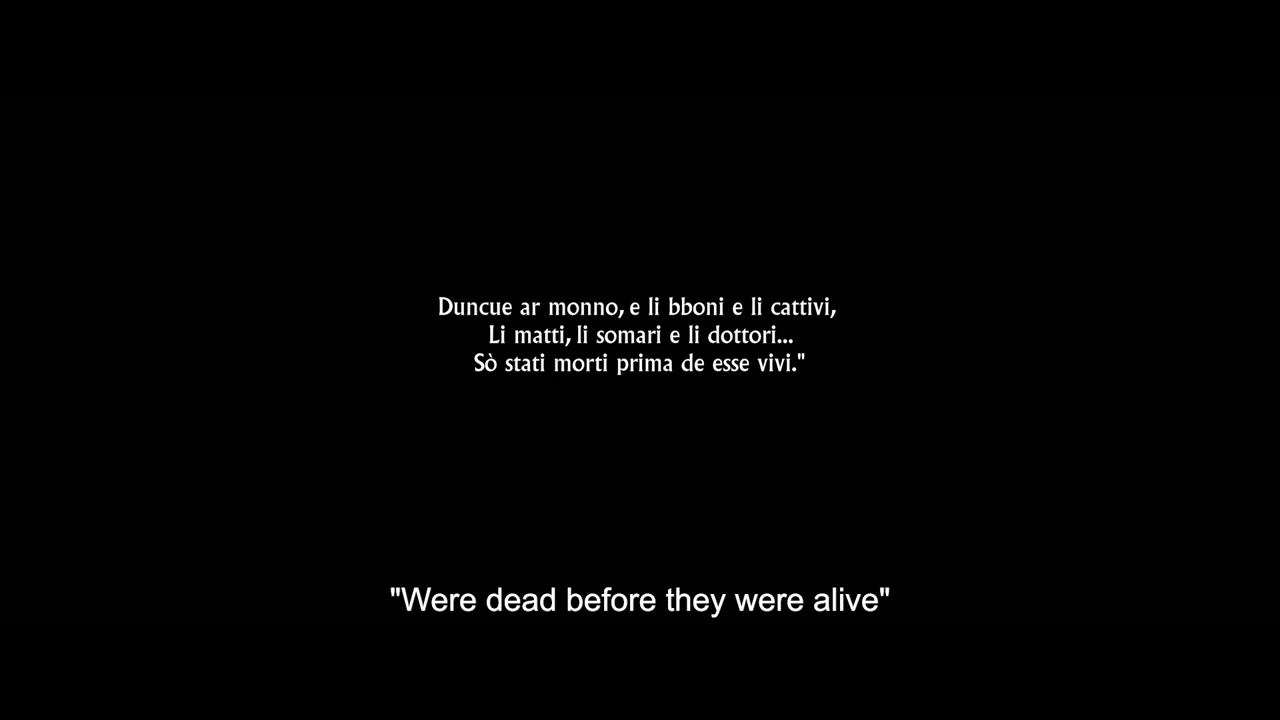 Duncue ar monno, e li bboni e li cattivi,
Li matti, li somari e li dottori...
Sò stati morti prima de esse vivi."
"Were dead before they were alive"